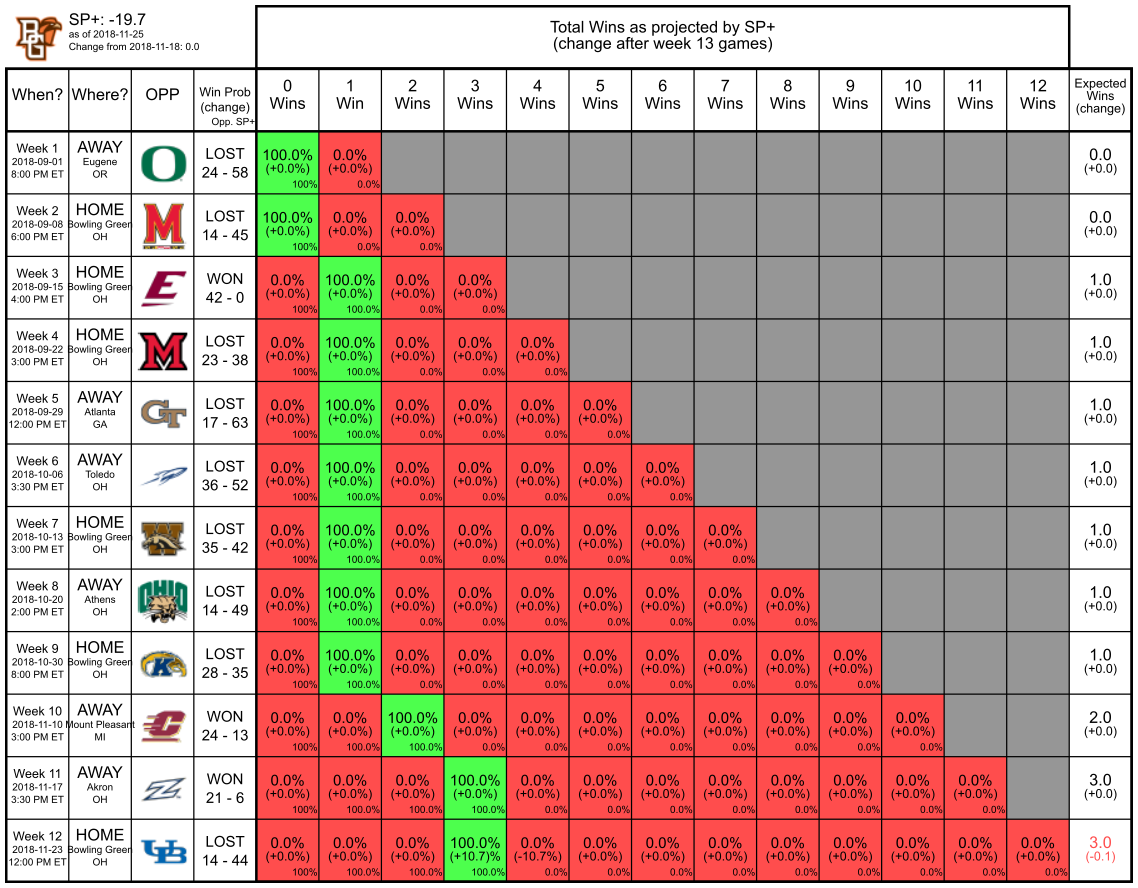 SP+: -19.7
as of 2018-11-25
Change from 2018-11-18: 0.0
BG
Total Wins as projected by SP+
(change after week 13 games)
When? Where? OPP Win Prob (change) Opp. SP+ 0 Wins 1 Win 2 Wins 3 Wins 4 Wins 5 Wins 6 Wins 7 Wins 8 Wins 9 Wins 10 Wins 11 Wins 12 Wins Expected Wins (change)
Week 1 AWAY O LOST 100.0% 0.0% 0.0
2018-09-01 Eugene (+0.0%) (+0.0%) (+0.0)
8:00 PM ET OR 24 - 58
100% 0.0%
Week 2 HOME M LOST 100.0% 0.0% 0.0% 0.0
2018-09-08 Bowling Green (+0.0%) (+0.0%) (+0.0%) (+0.0)
6:00 PM ET OH 14 - 45
100% 0.0% 0.0%
Week 3 HOME E WON 0.0% 100.0% 0.0% 0.0% 1.0
2018-09-15 Bowling Green (+0.0%) (+0.0%) (+0.0%) (+0.0%) (+0.0)
4:00 PM ET OH 42 - 0
100% 100.0% 0.0% 0.0%
Week 4 HOME M LOST 0.0% 100.0% 0.0% 0.0% 0.0% 1.0
2018-09-22 Bowling Green (+0.0%) (+0.0%) (+0.0%) (+0.0%) (+0.0%) (+0.0)
3:00 PM ET OH 23 - 38
100% 100.0% 0.0% 0.0% 0.0%
Week 5 AWAY GT LOST 0.0% 100.0% 0.0% 0.0% 0.0% 0.0% 1.0
2018-09-29 Atlanta (+0.0%) (+0.0%) (+0.0%) (+0.0%) (+0.0%) (+0.0%) (+0.0)
12:00 PM ET GA 17 - 63
100% 100.0% 0.0% 0.0% 0.0% 0.0%
Week 6 AWAY LOST 0.0% 100.0% 0.0% 0.0% 0.0% 0.0% 0.0% 1.0
2018-10-06 Toledo (+0.0%) (+0.0%) (+0.0%) (+0.0%) (+0.0%) (+0.0%) (+0.0%) (+0.0)
3:30 PM ET OH 36 - 52
100% 100.0% 0.0% 0.0% 0.0% 0.0% 0.0%
Week 7 HOME W LOST 0.0% 100.0% 0.0% 0.0% 0.0% 0.0% 0.0% 0.0% 1.0
2018-10-13 Bowling Green (+0.0%) (+0.0%) (+0.0%) (+0.0%) (+0.0%) (+0.0%) (+0.0%) (+0.0%) (+0.0)
3:00 PM ET OH 35 - 42
100% 100.0% 0.0% 0.0% 0.0% 0.0% 0.0% 0.0%
Week 8 AWAY OHIO LOST 0.0% 100.0% 0.0% 0.0% 0.0% 0.0% 0.0% 0.0% 0.0% 1.0
2018-10-20 Athens (+0.0%) (+0.0%) (+0.0%) (+0.0%) (+0.0%) (+0.0%) (+0.0%) (+0.0%) (+0.0%) (+0.0)
2:00 PM ET OH 14 - 49
100% 100.0% 0.0% 0.0% 0.0% 0.0% 0.0% 0.0% 0.0%
Week 9 HOME K LOST 0.0% 100.0% 0.0% 0.0% 0.0% 0.0% 0.0% 0.0% 0.0% 0.0% 1.0
2018-10-30 Bowling Green (+0.0%) (+0.0%) (+0.0%) (+0.0%) (+0.0%) (+0.0%) (+0.0%) (+0.0%) (+0.0%) (+0.0%) (+0.0)
8:00 PM ET OH 28 - 35
100% 100.0% 0.0% 0.0% 0.0% 0.0% 0.0% 0.0% 0.0% 0.0%
Week 10 AWAY C WON 0.0% 0.0% 100.0% 0.0% 0.0% 0.0% 0.0% 0.0% 0.0% 0.0% 0.0% 2.0
2018-11-10 Mount Pleasant (+0.0%) (+0.0%) (+0.0%) (+0.0%) (+0.0%) (+0.0%) (+0.0%) (+0.0%) (+0.0%) (+0.0%) (+0.0%) (+0.0)
3:00 PM ET MI 24 - 13
100% 100.0% 100.0% 0.0% 0.0% 0.0% 0.0% 0.0% 0.0% 0.0% 0.0%
Week 11 AWAY Z WON 0.0% 0.0% 0.0% 100.0% 0.0% 0.0% 0.0% 0.0% 0.0% 0.0% 0.0% 0.0% 3.0
2018-11-17 Akron (+0.0%) (+0.0%) (+0.0%) (+0.0%) (+0.0%) (+0.0%) (+0.0%) (+0.0%) (+0.0%) (+0.0%) (+0.0%) (+0.0%) (+0.0)
3:30 PM ET OH 21 - 6
100% 100.0% 100.0% 100.0% 0.0% 0.0% 0.0% 0.0% 0.0% 0.0% 0.0% 0.0%
Week 12 HOME UB LOST 0.0% 0.0% 0.0% 100.0% 0.0% 0.0% 0.0% 0.0% 0.0% 0.0% 0.0% 0.0% 0.0% 3.0
2018-11-23 Bowling Green (+0.0%) (+0.0%) (+0.0%) (+10.7)% (-10.7%) (+0.0%) (+0.0%) (+0.0%) (+0.0%) (+0.0%) (+0.0%) (+0.0%) (+0.0%) (-0.1)
12:00 PM ET OH 14 - 44
100% 100.0% 100.0% 100.0% 0.0% 0.0% 0.0% 0.0% 0.0% 0.0% 0.0% 0.0% 0.0%